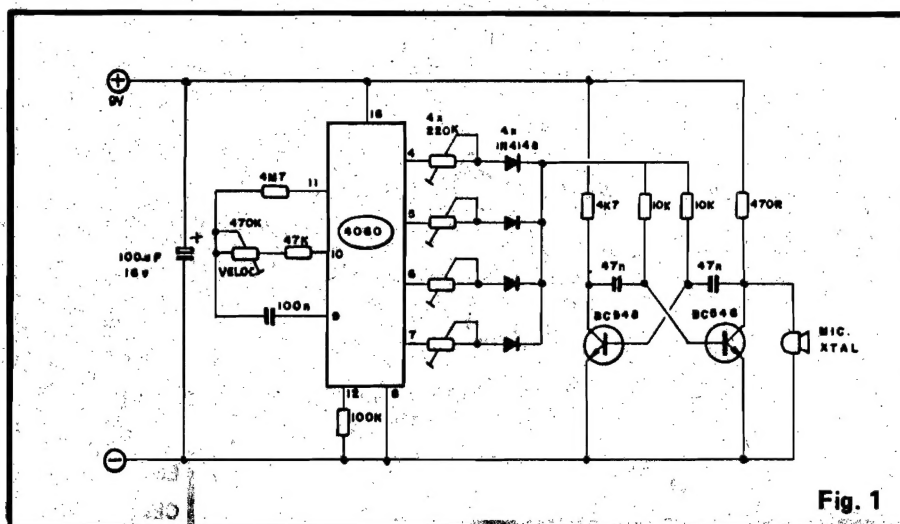 +
9V
100uF
16v
+
4M7
11
470K
47K
10
VELOC
100n
9
16
4060
4
5
6
7
12
8
100K
4x
220K
4x
1N4148
4K7
10K
10K
470R
47n
47n
BC548
BC548
MIC.
XTAL
−
Fig. 1